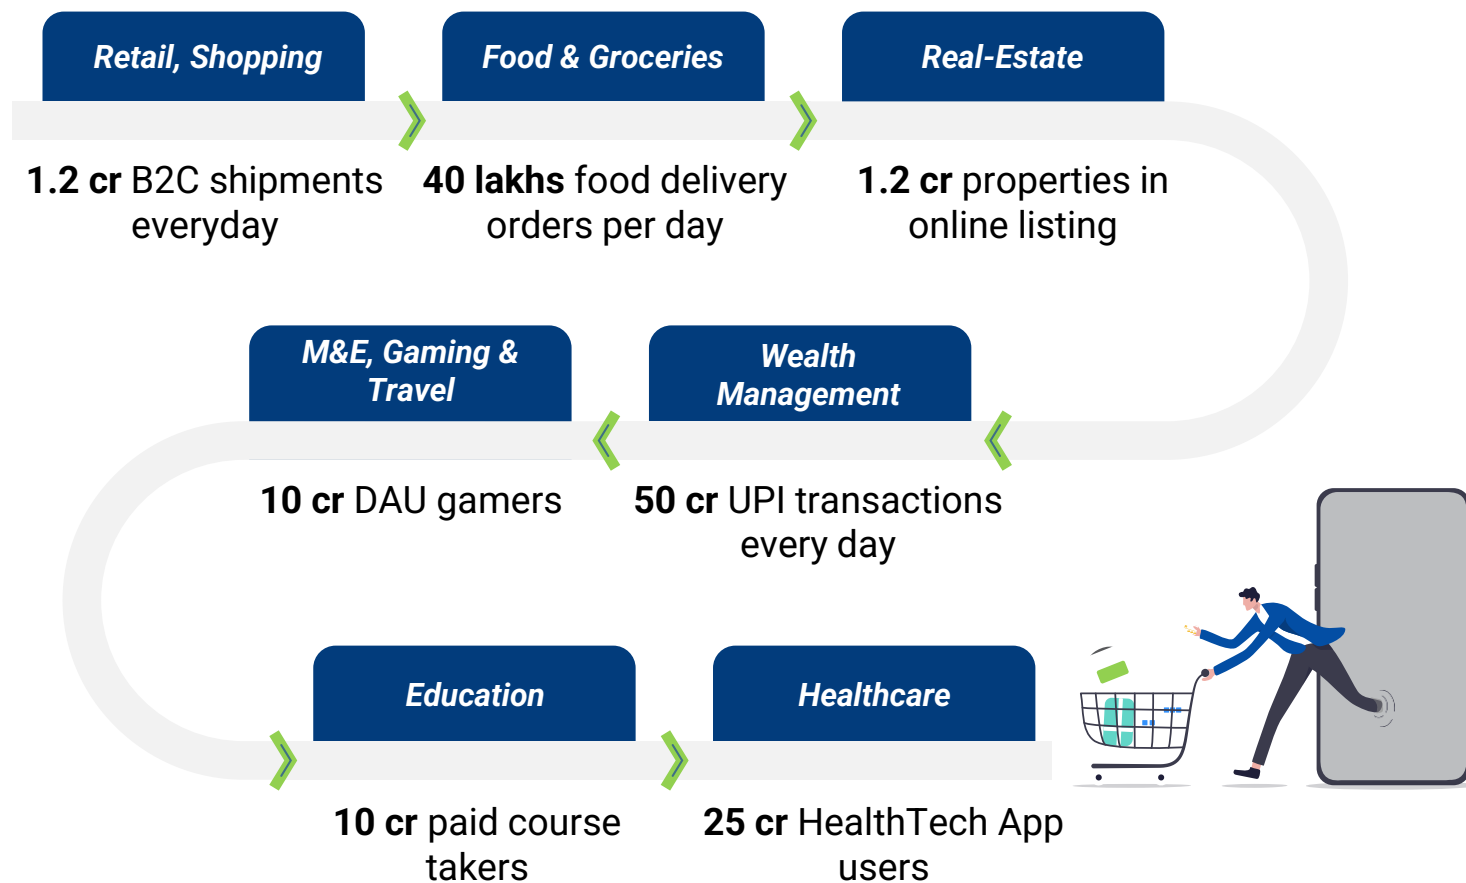 Retail, Shopping
Food & Groceries
Real-Estate
1.2 cr B2C shipments
everyday
40 lakhs food delivery
orders per day
1.2 cr properties in
online listing
M&E, Gaming &
Travel
Wealth
Management
10 cr DAU gamers
50 cr UPI transactions
every day
Education
Healthcare
10 cr paid course
takers
25 cr HealthTech App
users